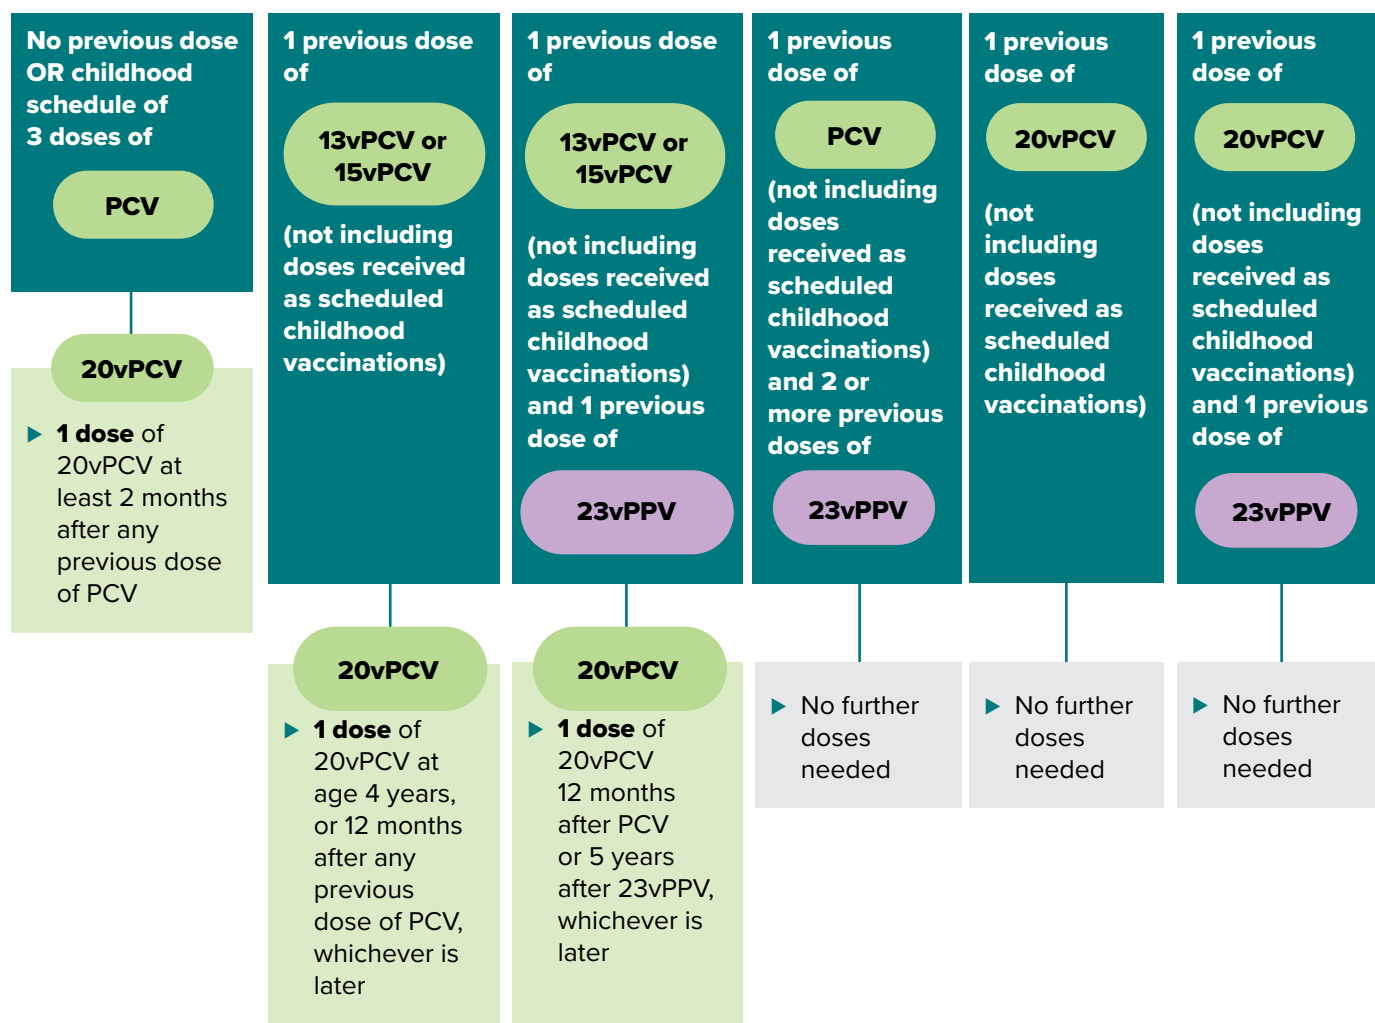 No previous dose
OR childhood
schedule of
3 doses of
PCV
20vPCV
1 dose of
20vPCV at
least 2 months
after any
previous dose
of PCV
1 previous dose
of
13vPCV or
15vPCV
(not including
doses received
as scheduled
childhood
vaccinations)
20vPCV
1 dose of
20vPCV at
age 4 years,
or 12 months
after any
previous
dose of PCV,
whichever is
later
1 previous dose
of
13vPCV or
15vPCV
(not including
doses received
as scheduled
childhood
vaccinations)
and 1 previous
dose of
23vPPV
20vPCV
1 dose of
20vPCV
12 months
after PCV
or 5 years
after 23vPPV,
whichever is
later
1 previous
dose of
PCV
(not including
doses
received as
scheduled
childhood
vaccinations)
and 2 or
more previous
doses of
23vPPV
No further
doses
needed
1 previous
dose of
20vPCV
(not
including
doses
received as
scheduled
childhood
vaccinations)
No further
doses
needed
1 previous
dose of
20vPCV
(not including
doses
received as
scheduled
childhood
vaccinations)
and 1 previous
dose of
23vPPV
No further
doses
needed